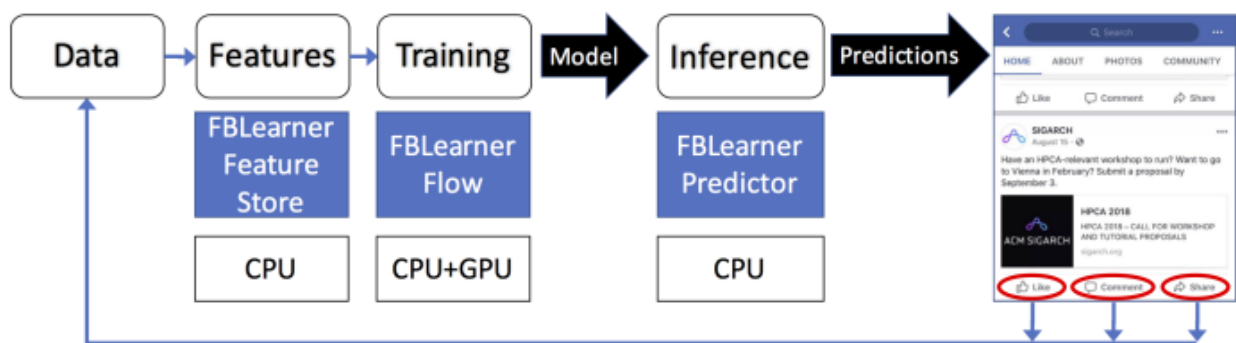 Data
Features
Training
Model
Inference
Predictions
FBLearner
Feature
Store
FBLearner
Flow
FBLearner
Predictor
CPU
CPU+GPU
CPU
Search
HOME ABOUT PHOTOS COMMUNITY
Like Comment Share
SIGARCH
August 15
Have an HPCA-relevant workshop to run? Want to go
to Vienna in February? Submit a proposal by
September 3.
ACM SIGARCH
HPCA 2018
HPCA 2018 – CALL FOR WORKSHOP
AND TUTORIAL PROPOSALS
sigarch.org
Like Comment Share